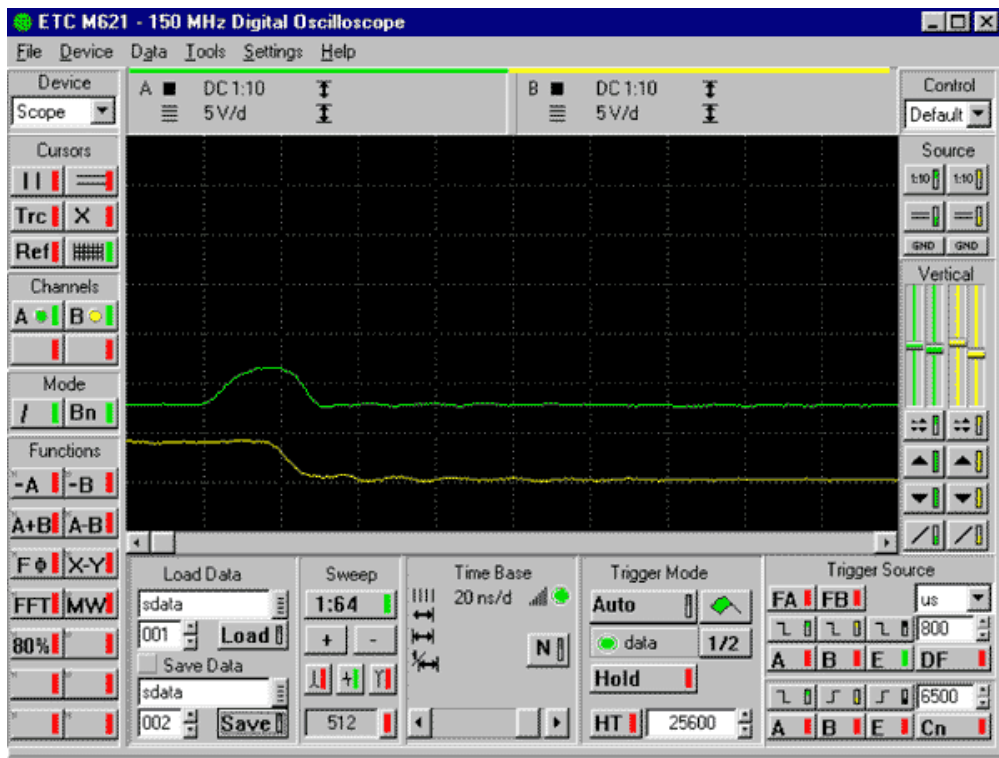 ETC M621 - 150 MHz Digital Oscilloscope
File Device Data Tools Settings Help
Device
Scope
A DC 1:10
5 V/d
B DC 1:10
5 V/d
Control
Default
Cursors
Trc X
Ref
Channels
A B
Mode
Bn
Functions
-A -B
A+B A-B
F Φ X-Y
FFT MW
80%
Source
1:10 1:10
GND GND
Vertical
Load Data
sdata
001 Load
Save Data
sdata
002 Save
Sweep
1:64
+ -
512
Time Base
20 ns/d
N
Trigger Mode
Auto
data 1/2
Hold
HT 25600
Trigger Source
FA FB us
800
A B E DF
6500
A B E Cn